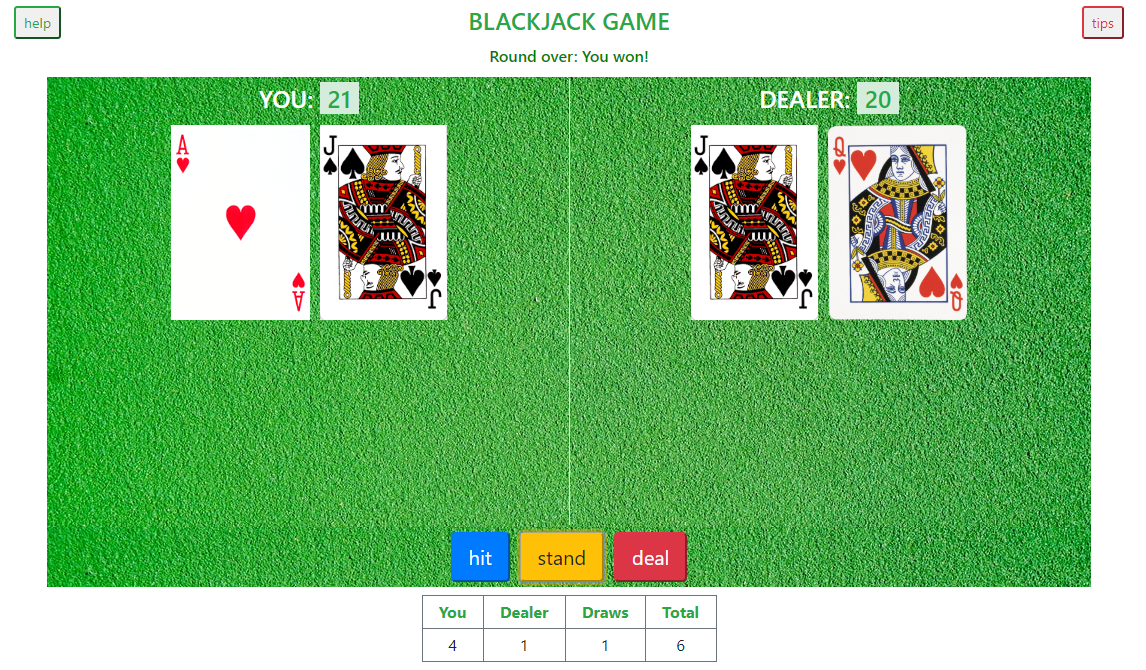 help
BLACKJACK GAME
tips
Round over: You won!
YOU: 21
DEALER: 20
A
A
J
J
J
J
Q
Q
hit
stand
deal
You Dealer Draws Total
4 1 1 6